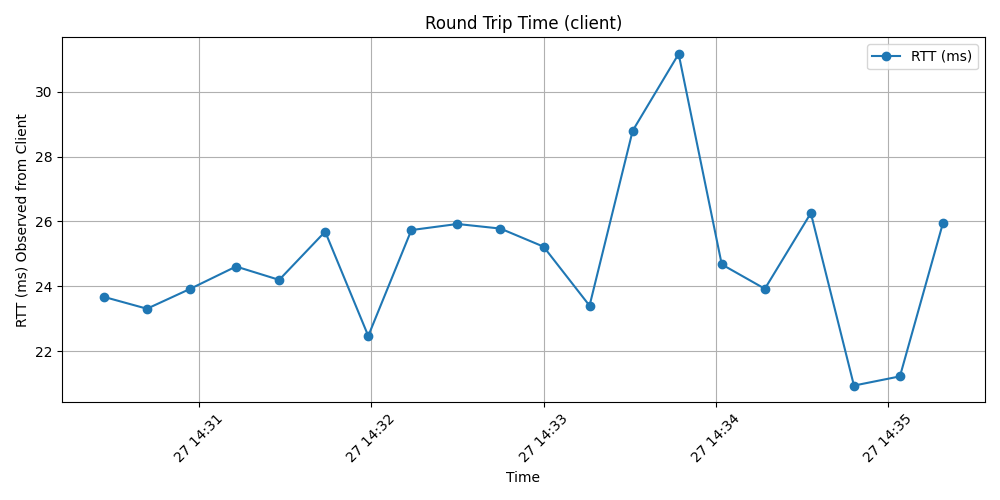 Round Trip Time (client)
RTT (ms)
RTT (ms) Observed from Client
30
28
26
24
22
27 14:31
27 14:32
27 14:33
27 14:34
27 14:35
Time